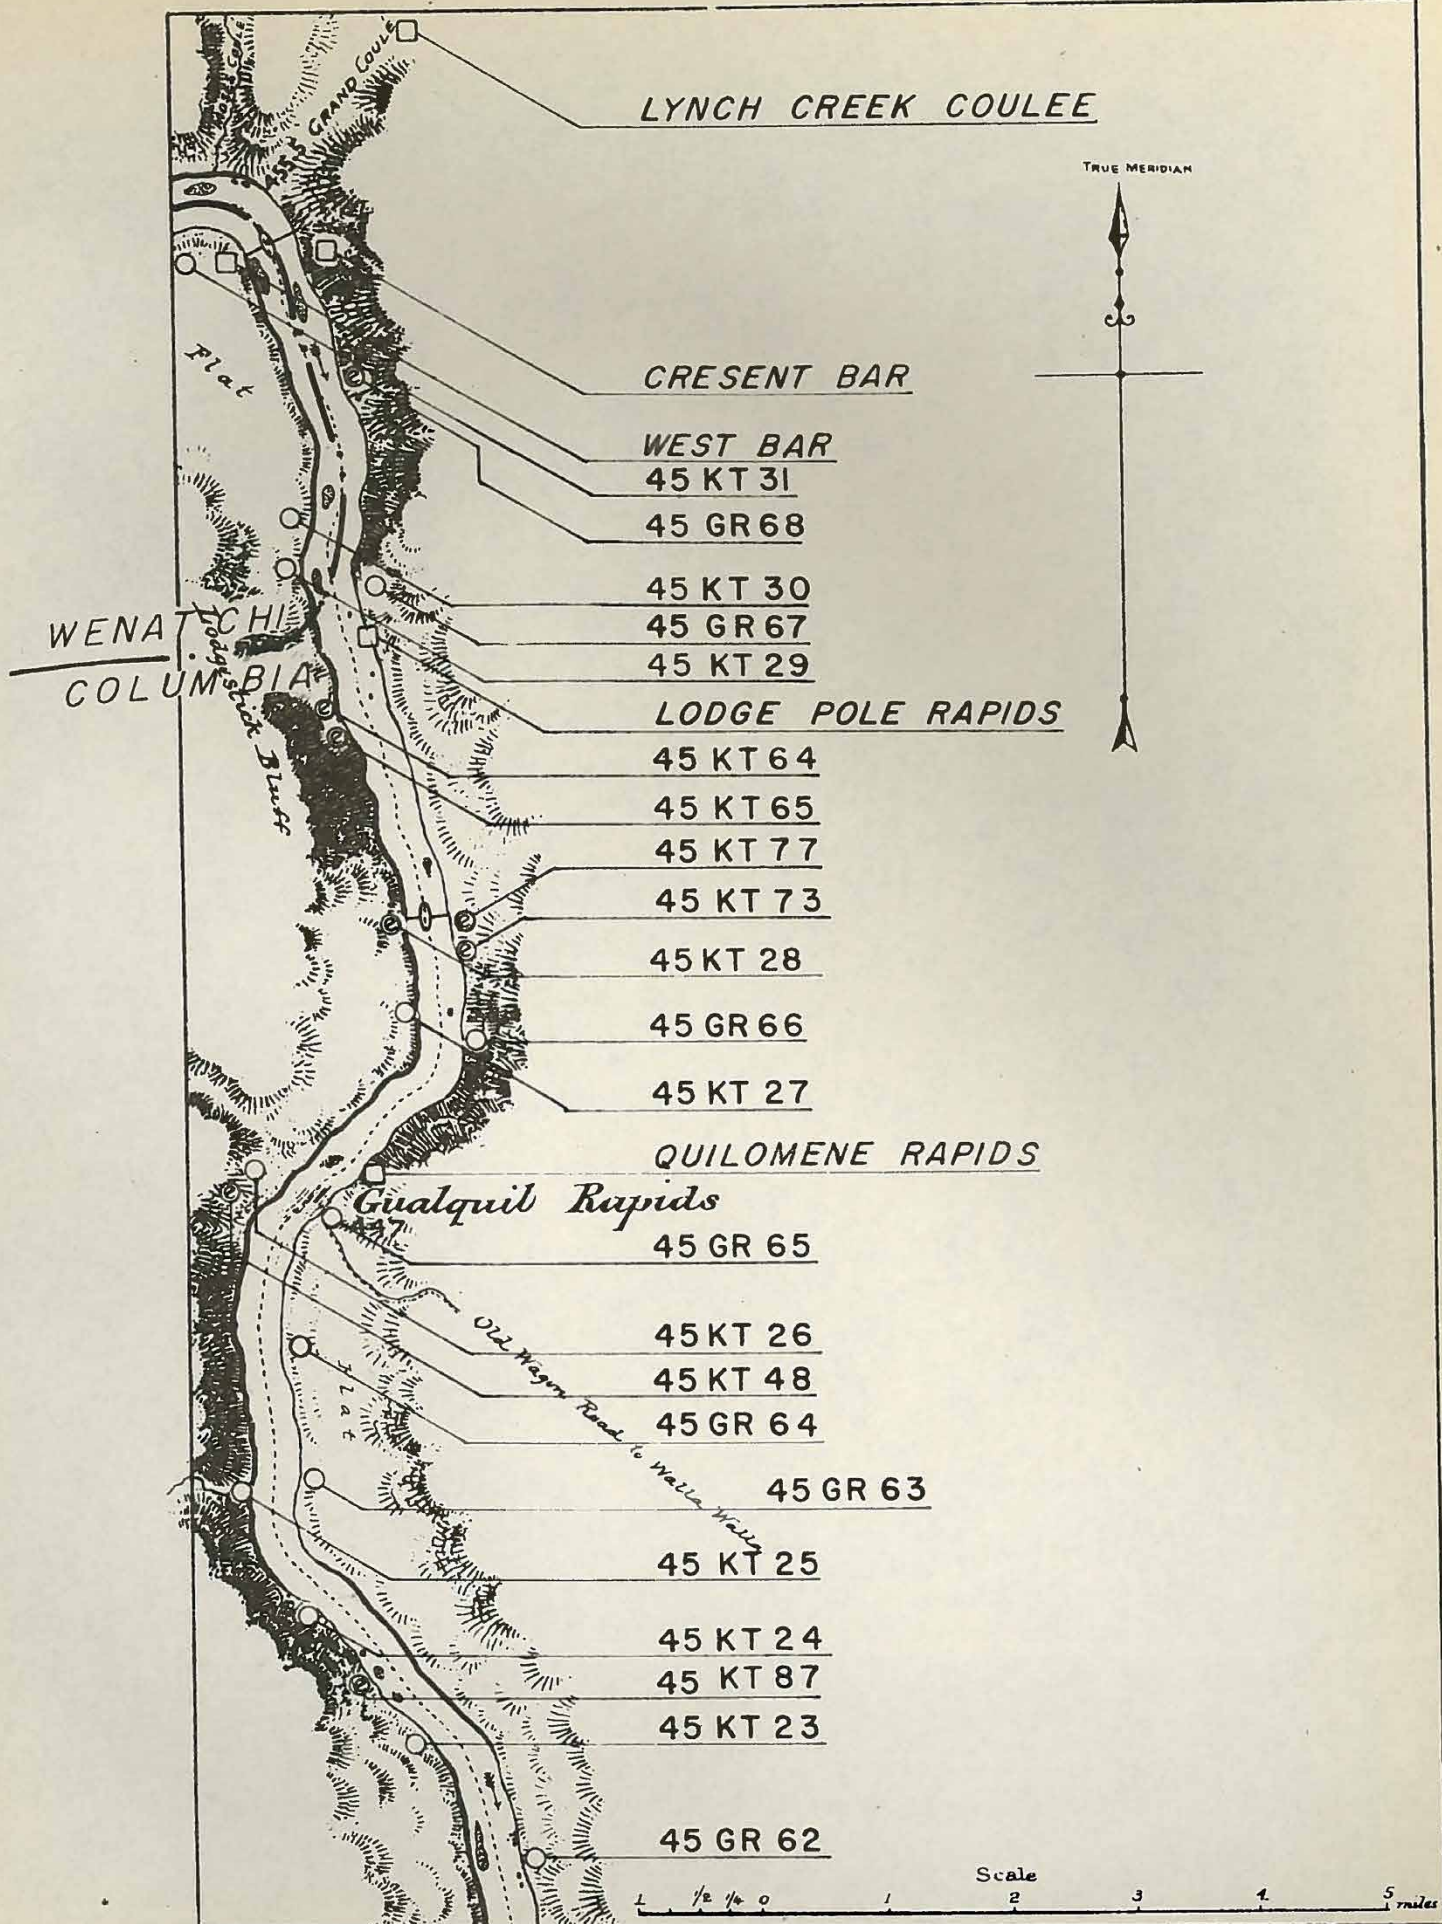 455.5 GRAND COULE
LYNCH CREEK COULEE
TRUE MERIDIAN
Flat
CRESENT BAR
WEST BAR
45 KT 31
45 GR 68
45 KT 30
45 GR 67
45 KT 29
WENATCHI
COLUMBIA
Lodgestick Bluff
LODGE POLE RAPIDS
45 KT 64
45 KT 65
45 KT 77
45 KT 73
45 KT 28
45 GR 66
45 KT 27
QUILOMENE RAPIDS
Gualquil Rapids
447
45 GR 65
Old Wagon Road to Walla Walla
45 KT 26
45 KT 48
Flat
45 GR 64
45 GR 63
45 KT 25
45 KT 24
45 KT 87
45 KT 23
45 GR 62
Scale
1 1/2 1/4 0 1 2 3 4 5 miles